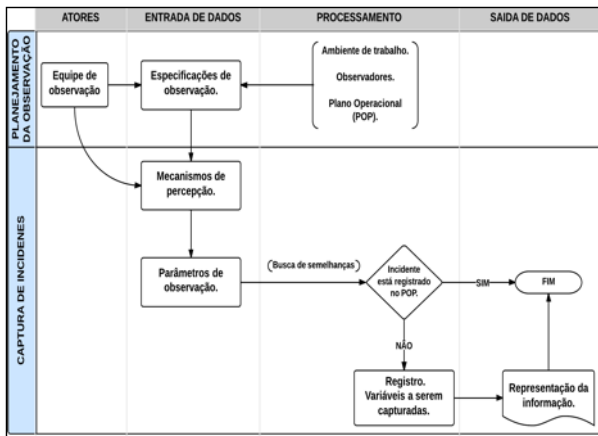 ATORES
ENTRADA DE DADOS
PROCESSAMENTO
SAIDA DE DADOS
PLANEJAMENTO
DA OBSERVAÇÃO
Equipe de
observação
Especificações de
observação.
Ambiente de trabalho.
Observadores.
Plano Operacional
(POP).
CAPTURA DE INCIDENES
Mecanismos de
percepção.
Parâmetros de
observação.
(Busca de semelhanças)
Incidente
está registrado
no POP.
SIM
FIM
NÃO
Registro.
Variáveis a serem
capturadas.
Representação da
informação.